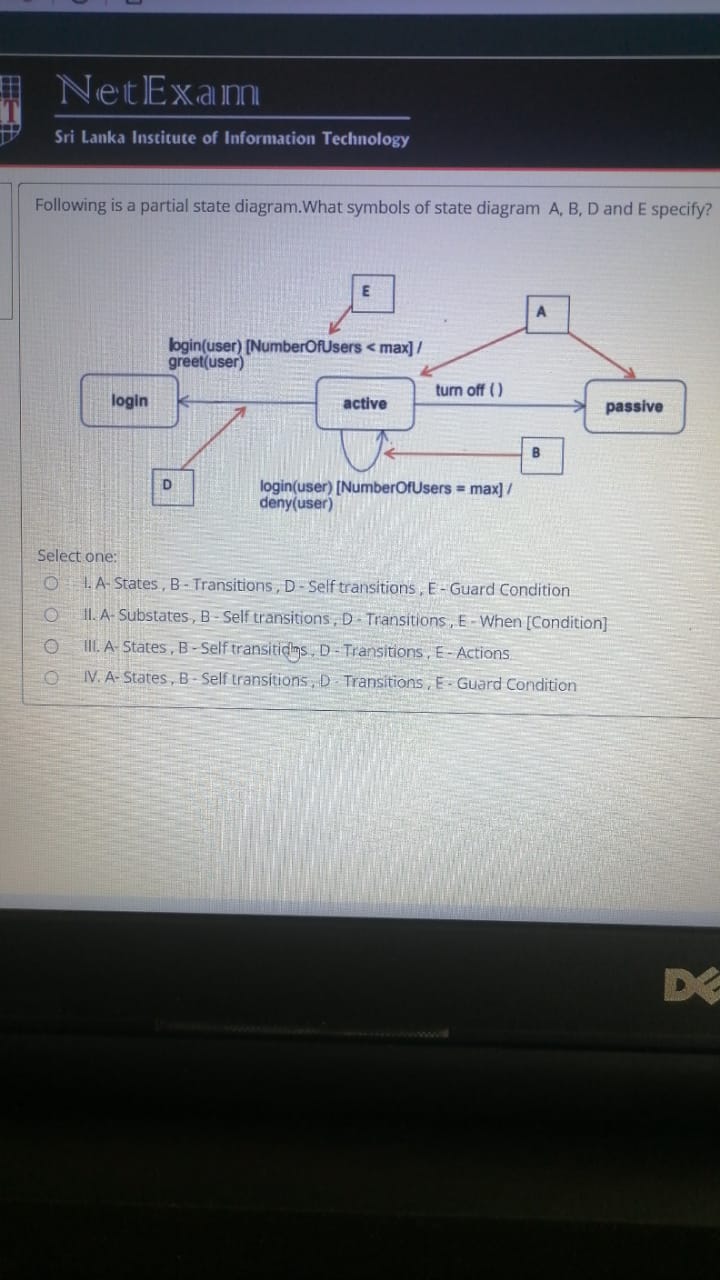 NetExam
Sri Lanka Institute of Information Technology
Following is a partial state diagram.What symbols of state diagram A, B, D and E specify?
E
A
login(user) [NumberOfUsers < max] /
greet(user)
turn off ( )
login
active
passive
B
D
login(user) [NumberOfUsers = max] /
deny(user)
Select one:
I. A- States , B - Transitions , D - Self transitions , E - Guard Condition
II. A- Substates , B - Self transitions , D - Transitions , E - When [Condition]
III. A- States , B - Self transitions , D - Transitions , E - Actions
IV. A- States , B - Self transitions , D - Transitions , E - Guard Condition